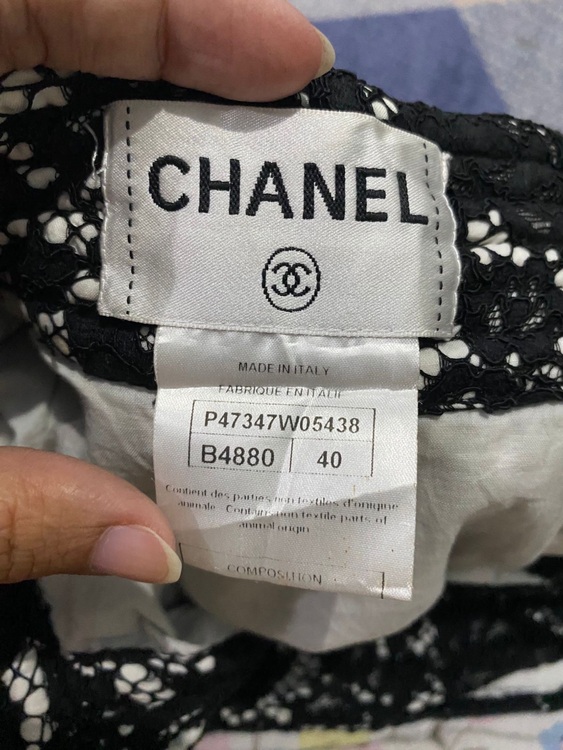 CHANEL
MADE IN ITALY
FABRIQUE EN ITALIE
P47347W05438
B4880 40
Contient des parties non textiles d'origine
animale. Contains non textile parts of
animal origin
COMPOSITION